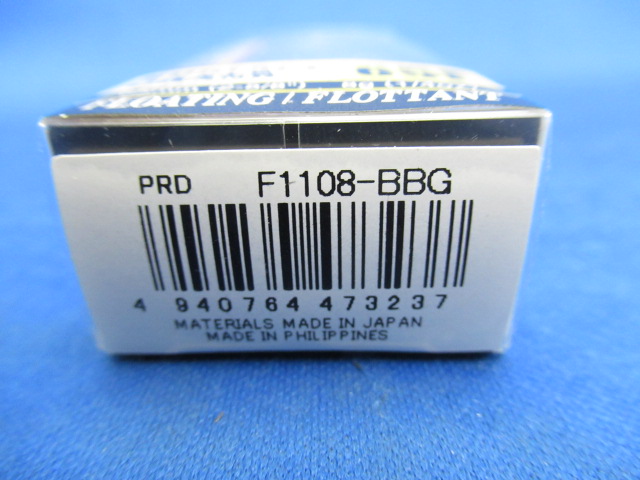 FLOATING / FLOTTANT
PRD F1108-BBG
4 940764 473237
MATERIALS MADE IN JAPAN
MADE IN PHILIPPINES